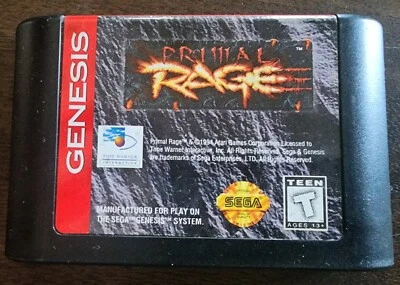 GENESIS
PRIMAL
RAGE
™
TIME WARNER
INTERACTIVE
Primal Rage™ & ©1994 Atari Games Corporation Licensed to
Time Warner Interactive, Inc. All Rights Reserved. Sega & Genesis
are trademarks of Sega Enterprises, LTD. All Rights Reserved.
MANUFACTURED FOR PLAY ON
THE SEGA™ GENESIS™ SYSTEM.
SEGA
TEEN
T
AGES 13+